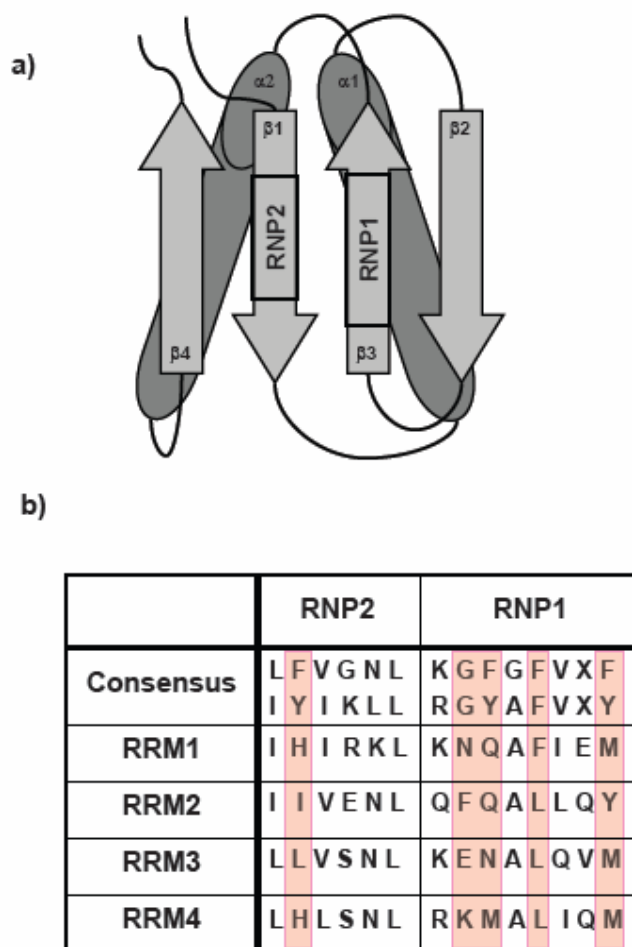 a)
α2
α1
β1
β2
RNP2
RNP1
β4
β3
b)
RNP2 RNP1
Consensus
L F V G N L K G F G F V X F
I Y I K L L R G Y A F V X Y
RRM1 I H I R K L K N Q A F I E M
RRM2 I I V E N L Q F Q A L L Q Y
RRM3 L L V S N L K E N A L Q V M
RRM4 L H L S N L R K M A L I Q M